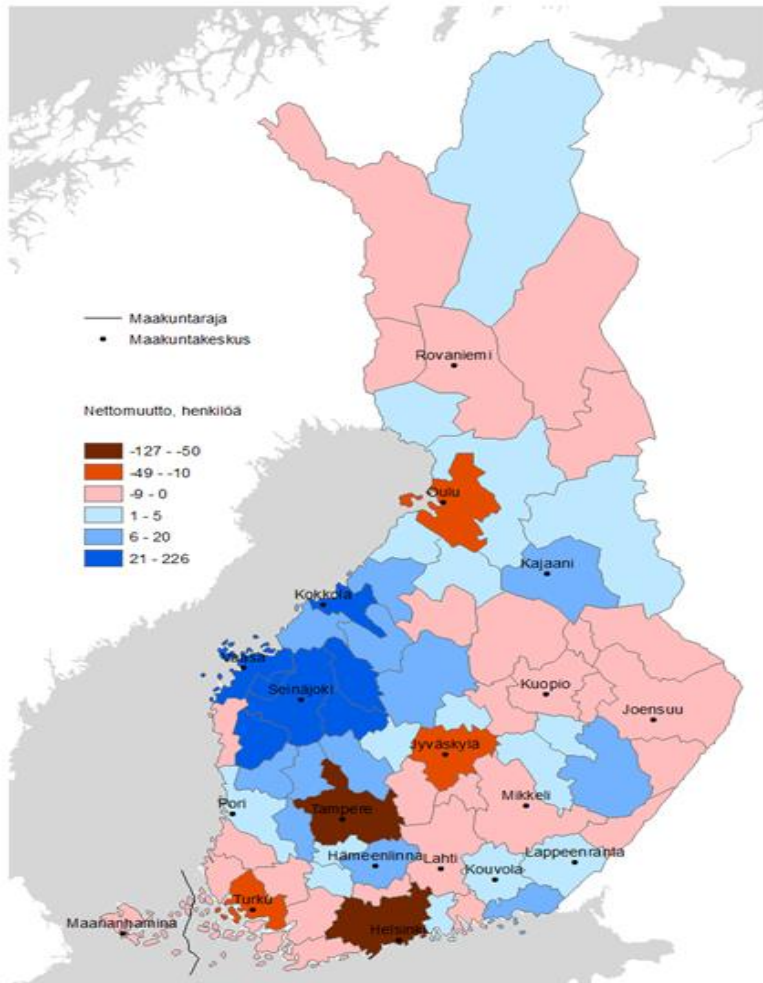 Maakuntaraja
Maakuntakeskus
Rovaniemi
Nettomuutto, henkilöä
-127 - -50
-49 - -10
-9 - 0
1 - 5
6 - 20
21 - 226
Oulu
Kajaani
Kokkola
Vaasa
Seinäjoki
Kuopio
Joensuu
Jyväskylä
Mikkeli
Pori
Tampere
Hämeenlinna
Lahti
Kouvola
Lappeenranta
Turku
Maarianhamina
Helsinki